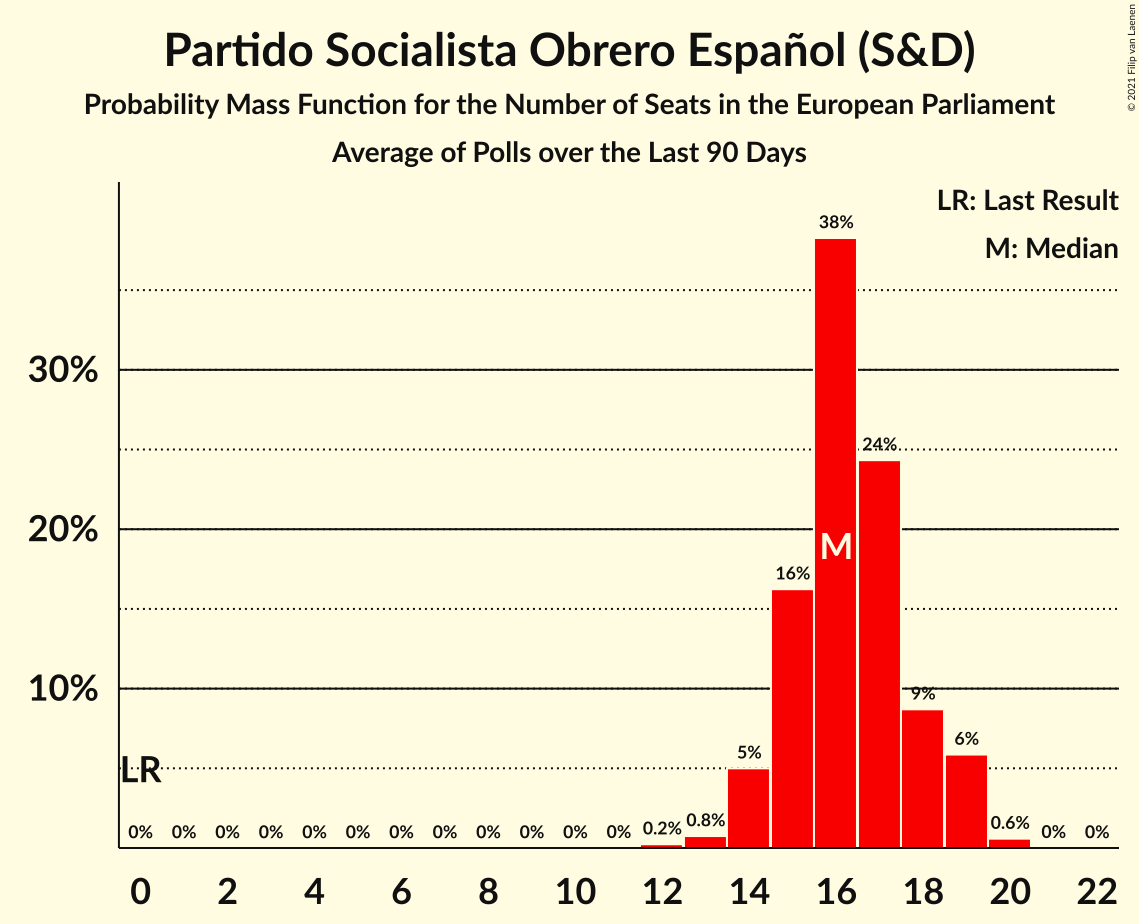 Partido Socialista Obrero Español (S&D)
Probability Mass Function for the Number of Seats in the European Parliament
Average of Polls over the Last 90 Days
© 2021 Filip van Laenen
LR: Last Result
M: Median
38%
30%
24%
20%
M
16%
10%
9%
5%
6%
LR
0% 0% 0% 0% 0% 0% 0% 0% 0% 0% 0% 0% 0.2% 0.8% 0.6% 0% 0%
0 2 4 6 8 10 12 14 16 18 20 22